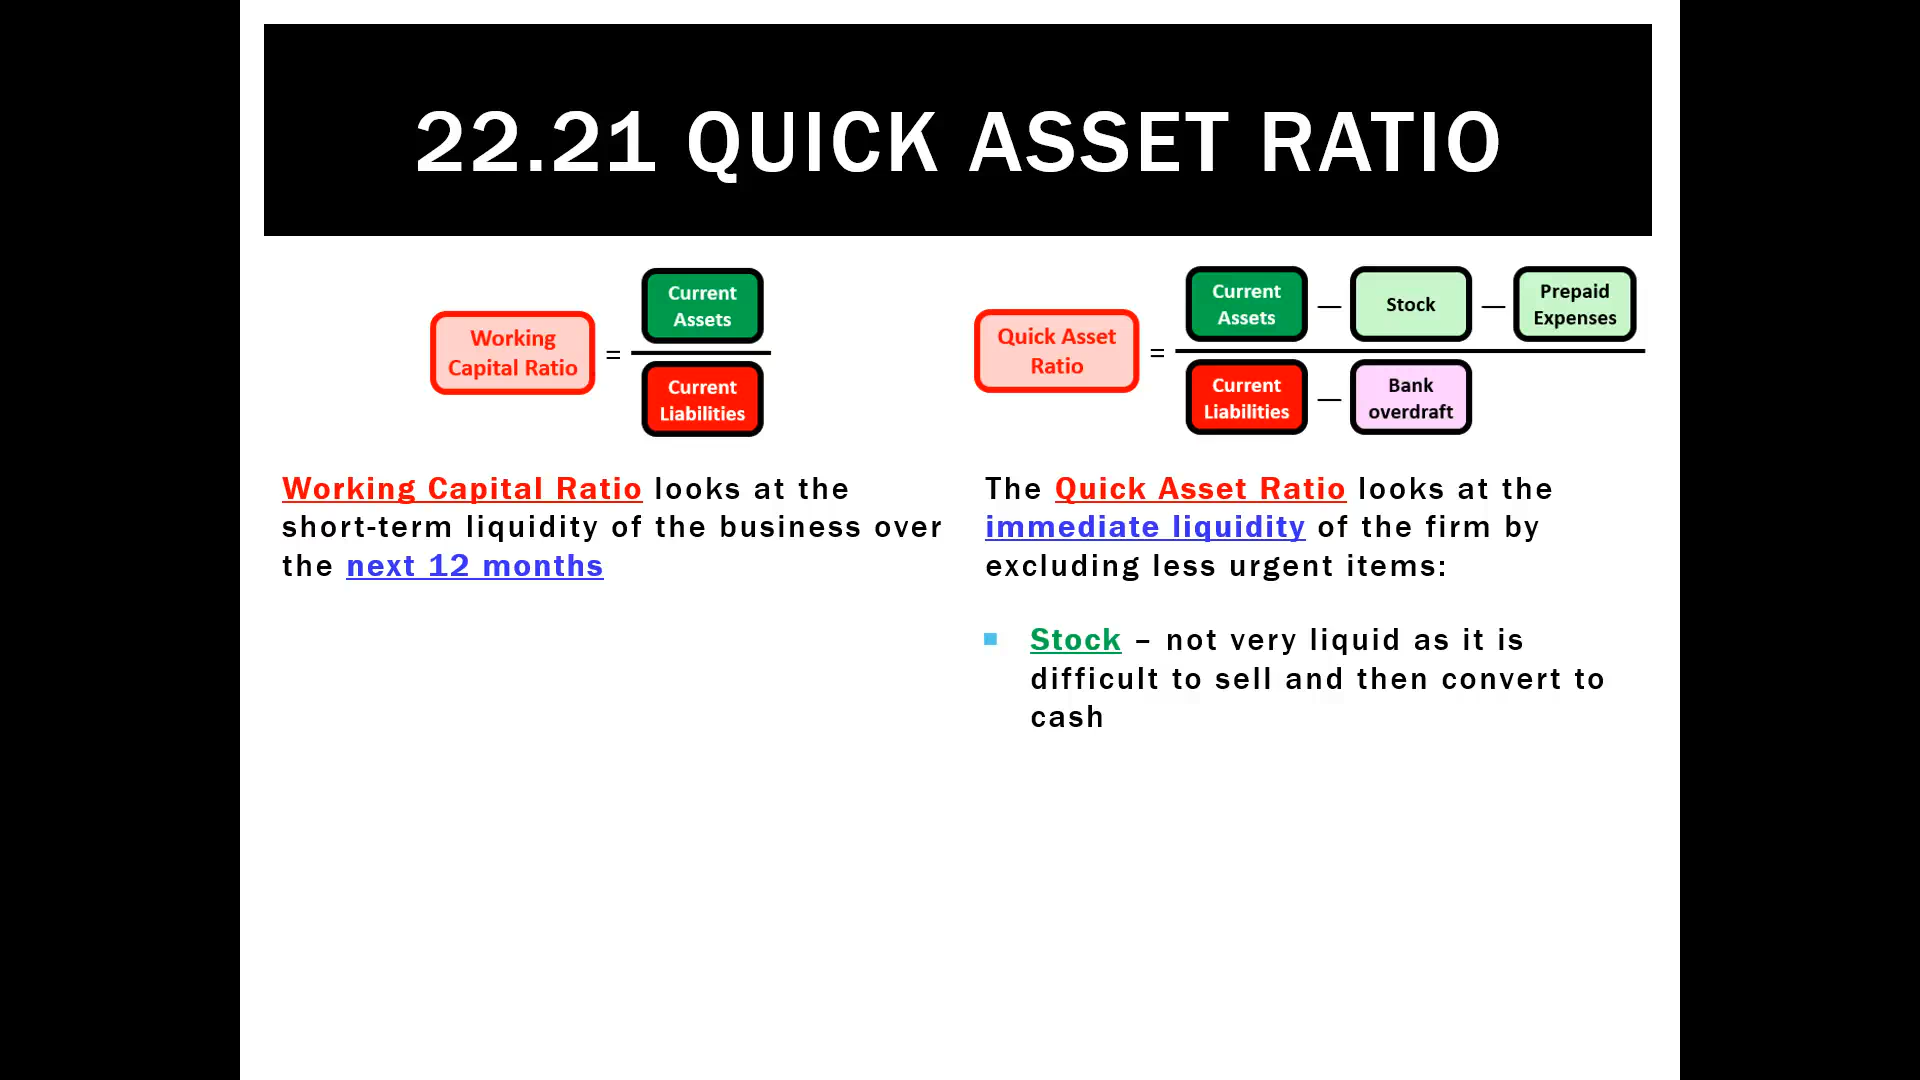 22.21 QUICK ASSET RATIO
Working
Capital Ratio
=
Current
Assets
Current
Liabilities
Quick Asset
Ratio
=
Current
Assets
—
Stock
—
Prepaid
Expenses
Current
Liabilities
—
Bank
overdraft
Working Capital Ratio looks at the
short-term liquidity of the business over
the next 12 months
The Quick Asset Ratio looks at the
immediate liquidity of the firm by
excluding less urgent items:
Stock – not very liquid as it is
difficult to sell and then convert to
cash